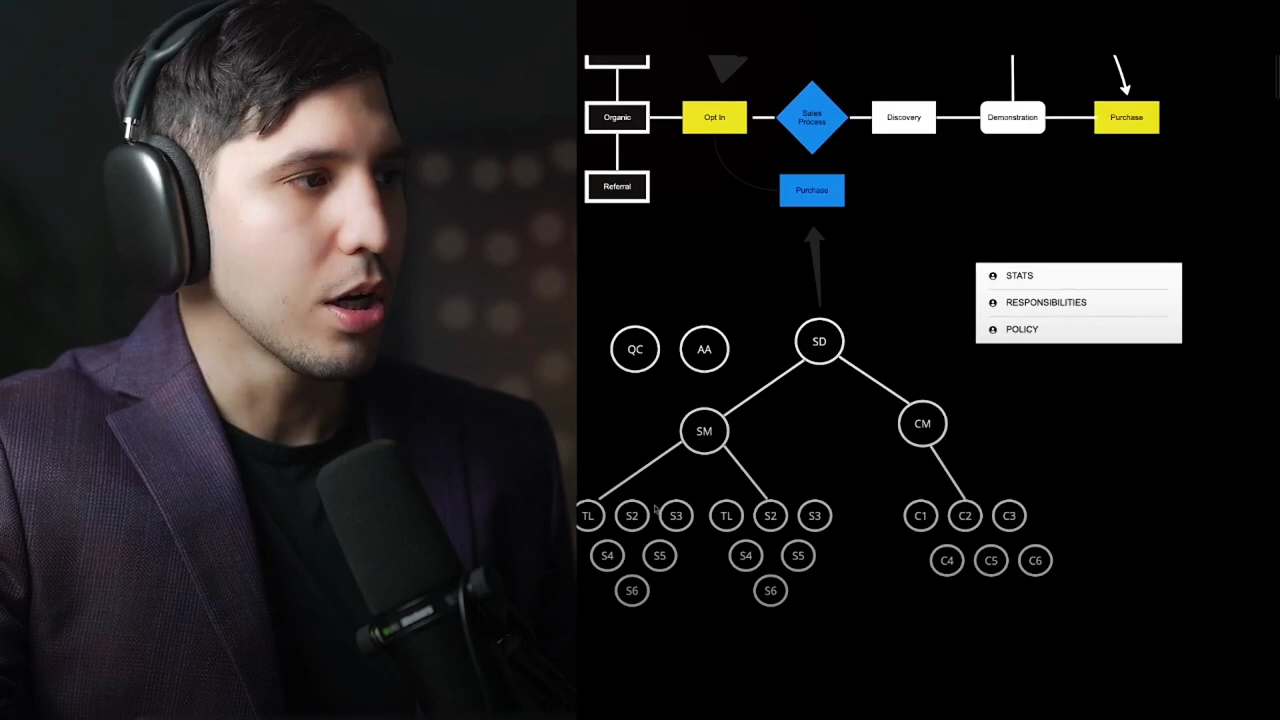 Organic
Opt In
Sales
Process
Discovery
Demonstration
Purchase
Referral
Purchase
STATS
RESPONSIBILITIES
POLICY
QC
AA
SD
SM
CM
TL
S2
S3
TL
S2
S3
C1
C2
C3
S4
S5
S4
S5
C4
C5
C6
S6
S6